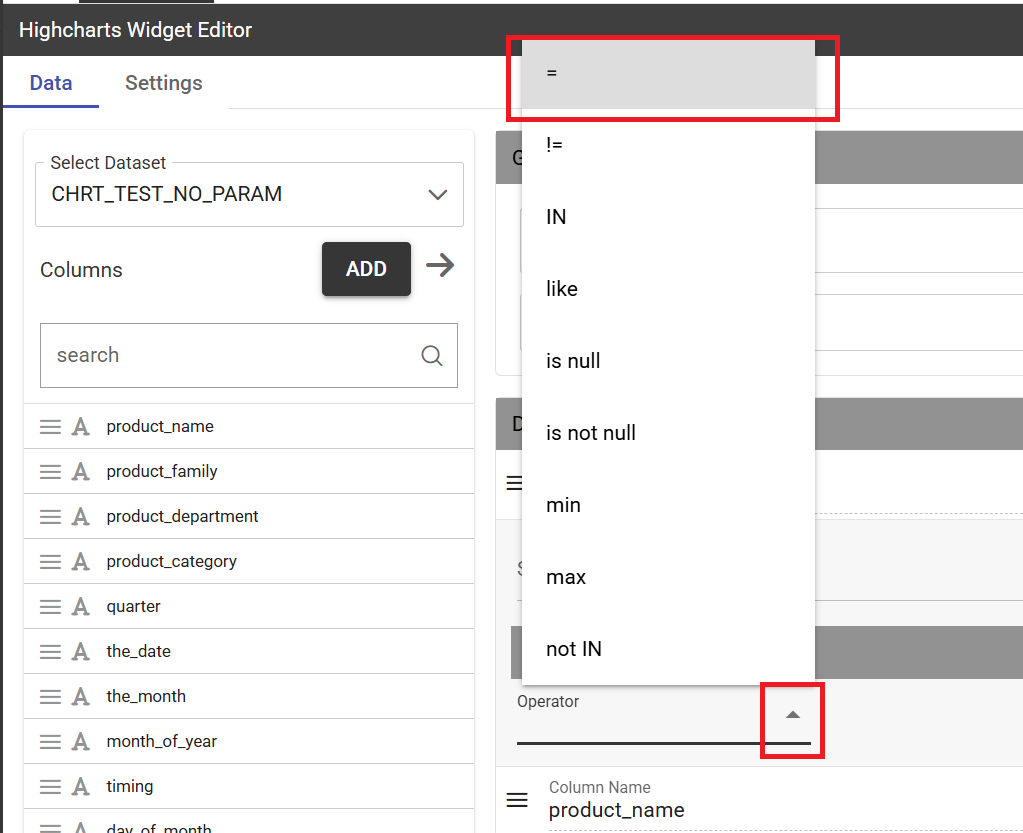 Highcharts Widget Editor
Data
Settings
Select Dataset
CHRT_TEST_NO_PARAM
Columns
ADD
search
product_name
product_family
product_department
product_category
quarter
the_date
the_month
month_of_year
timing
day_of_month
=
!=
IN
like
is null
is not null
min
max
not IN
Operator
Column Name
product_name